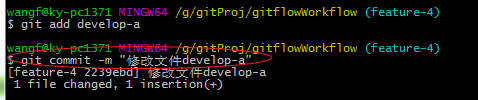 wangf@ky-pc1371 MINGW64 /g/gitProj/gitflowWorkflow (feature-4)
$ git add develop-a
wangf@ky-pc1371 MINGW64 /g/gitProj/gitflowWorkflow (feature-4)
$ git commit -m "修改文件develop-a"
[feature-4 2239ebd] 修改文件develop-a
1 file changed, 1 insertion(+)